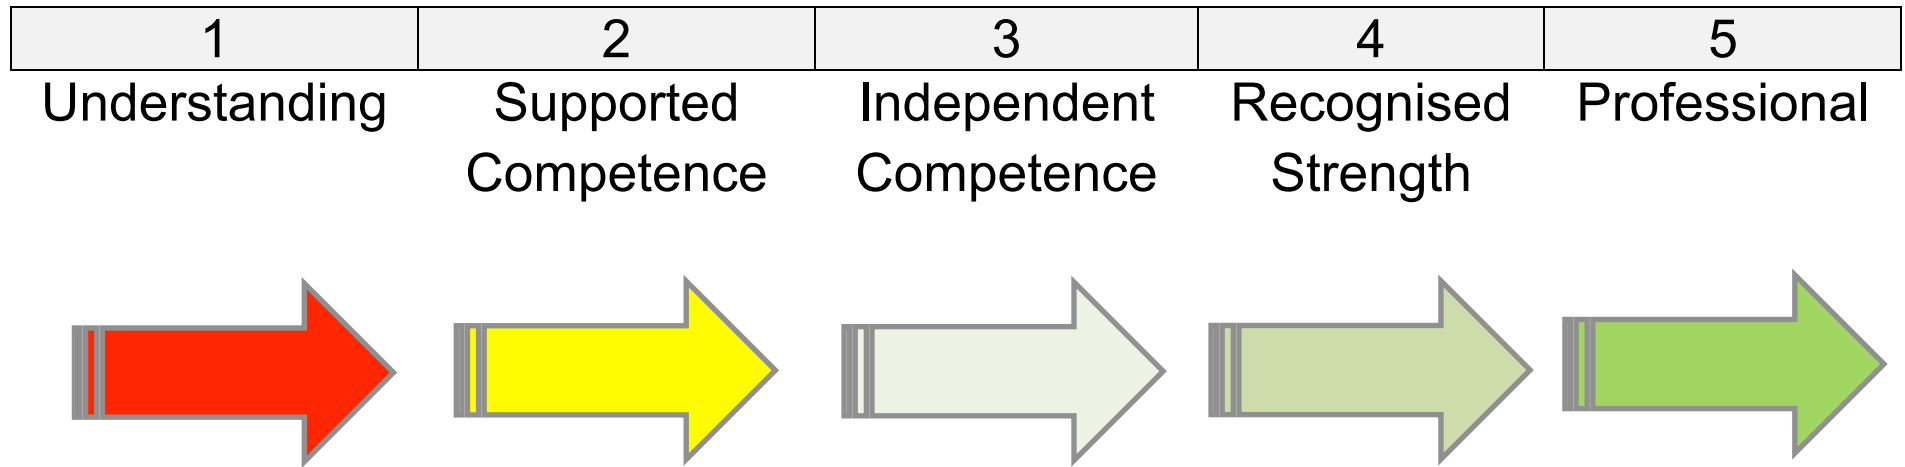 1 2 3 4 5
Understanding Supported Independent Recognised Professional
Competence Competence Strength